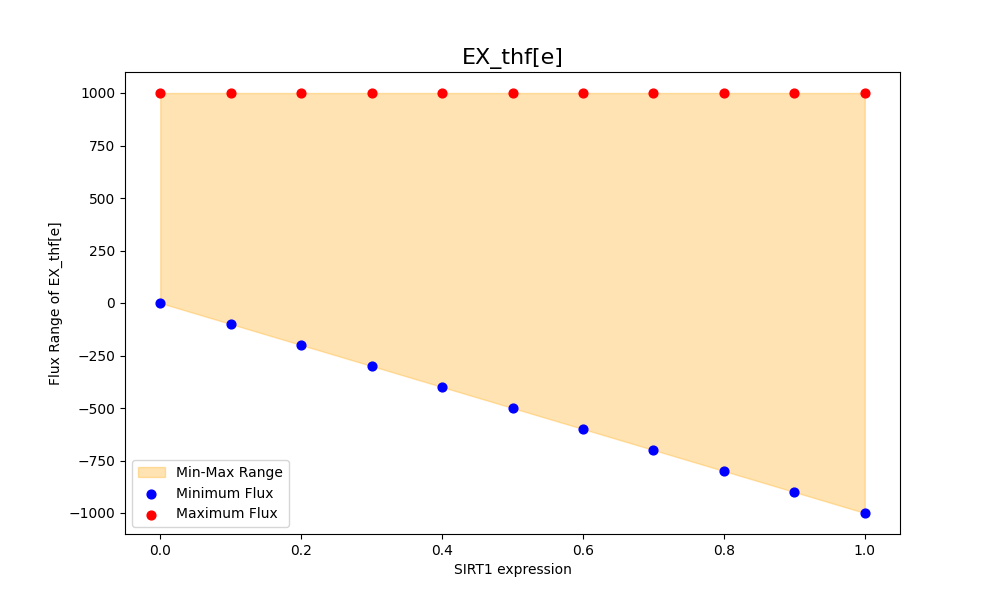 EX_thf[e]
Flux Range of EX_thf[e]
1000
750
500
250
0
−250
−500
−750
−1000
Min-Max Range
Minimum Flux
Maximum Flux
0.0 0.2 0.4 0.6 0.8 1.0
SIRT1 expression